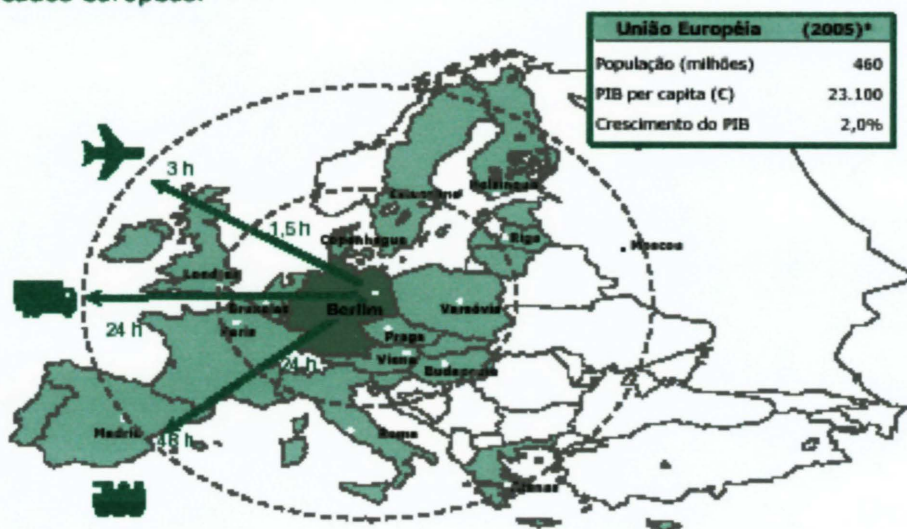 União Européia (2005)*
População (milhões) 460
PIB per capita (€) 23.100
Crescimento do PIB 2,0%
3 h
1,5 h
Helsinque
Copenhague
Riga
Moscou
Londres
Bruxelas
Berlim
Varsóvia
24 h
Paris
Praga
24 h
Viena
Budapeste
Madrid
48 h
Roma
Atenas